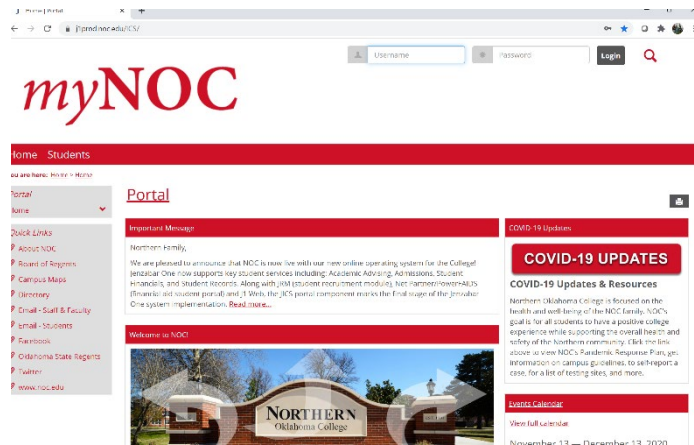 Home | Portal
j1prod.noc.edu/ICS/
Username
Password
Login
myNOC
Home Students
You are here: Home > Home
Portal
Home
Portal
Quick Links
About NOC
Board of Regents
Campus Maps
Directory
Email - Staff & Faculty
Email - Students
Facebook
Oklahoma State Regents
Twitter
www.noc.edu
Important Message
Northern Family,
We are pleased to announce that NOC is now live with our new online operating system for the College!
Jenzabar One now supports key student services including: Academic Advising, Admissions, Student
Financials, and Student Records. Along with JRM (student recruitment module), Net Partner/PowerFAIDS
(financial aid student portal) and J1 Web, the JICS portal component marks the final stage of the Jenzabar
One system implementation. Read more...
Welcome to NOC!
NORTHERN
Oklahoma College
COVID-19 Updates
COVID-19 UPDATES
COVID-19 Updates & Resources
Northern Oklahoma College is focused on the
health and well-being of the NOC family. NOC's
goal is for all students to have a positive college
experience while supporting the overall health and
safety of the Northern community. Click the link
above to view NOC's Pandemic Response Plan, get
information on campus guidelines, to self-report a
case, for a list of testing sites, and more.
Events Calendar
View full calendar
November 13 — December 13, 2020